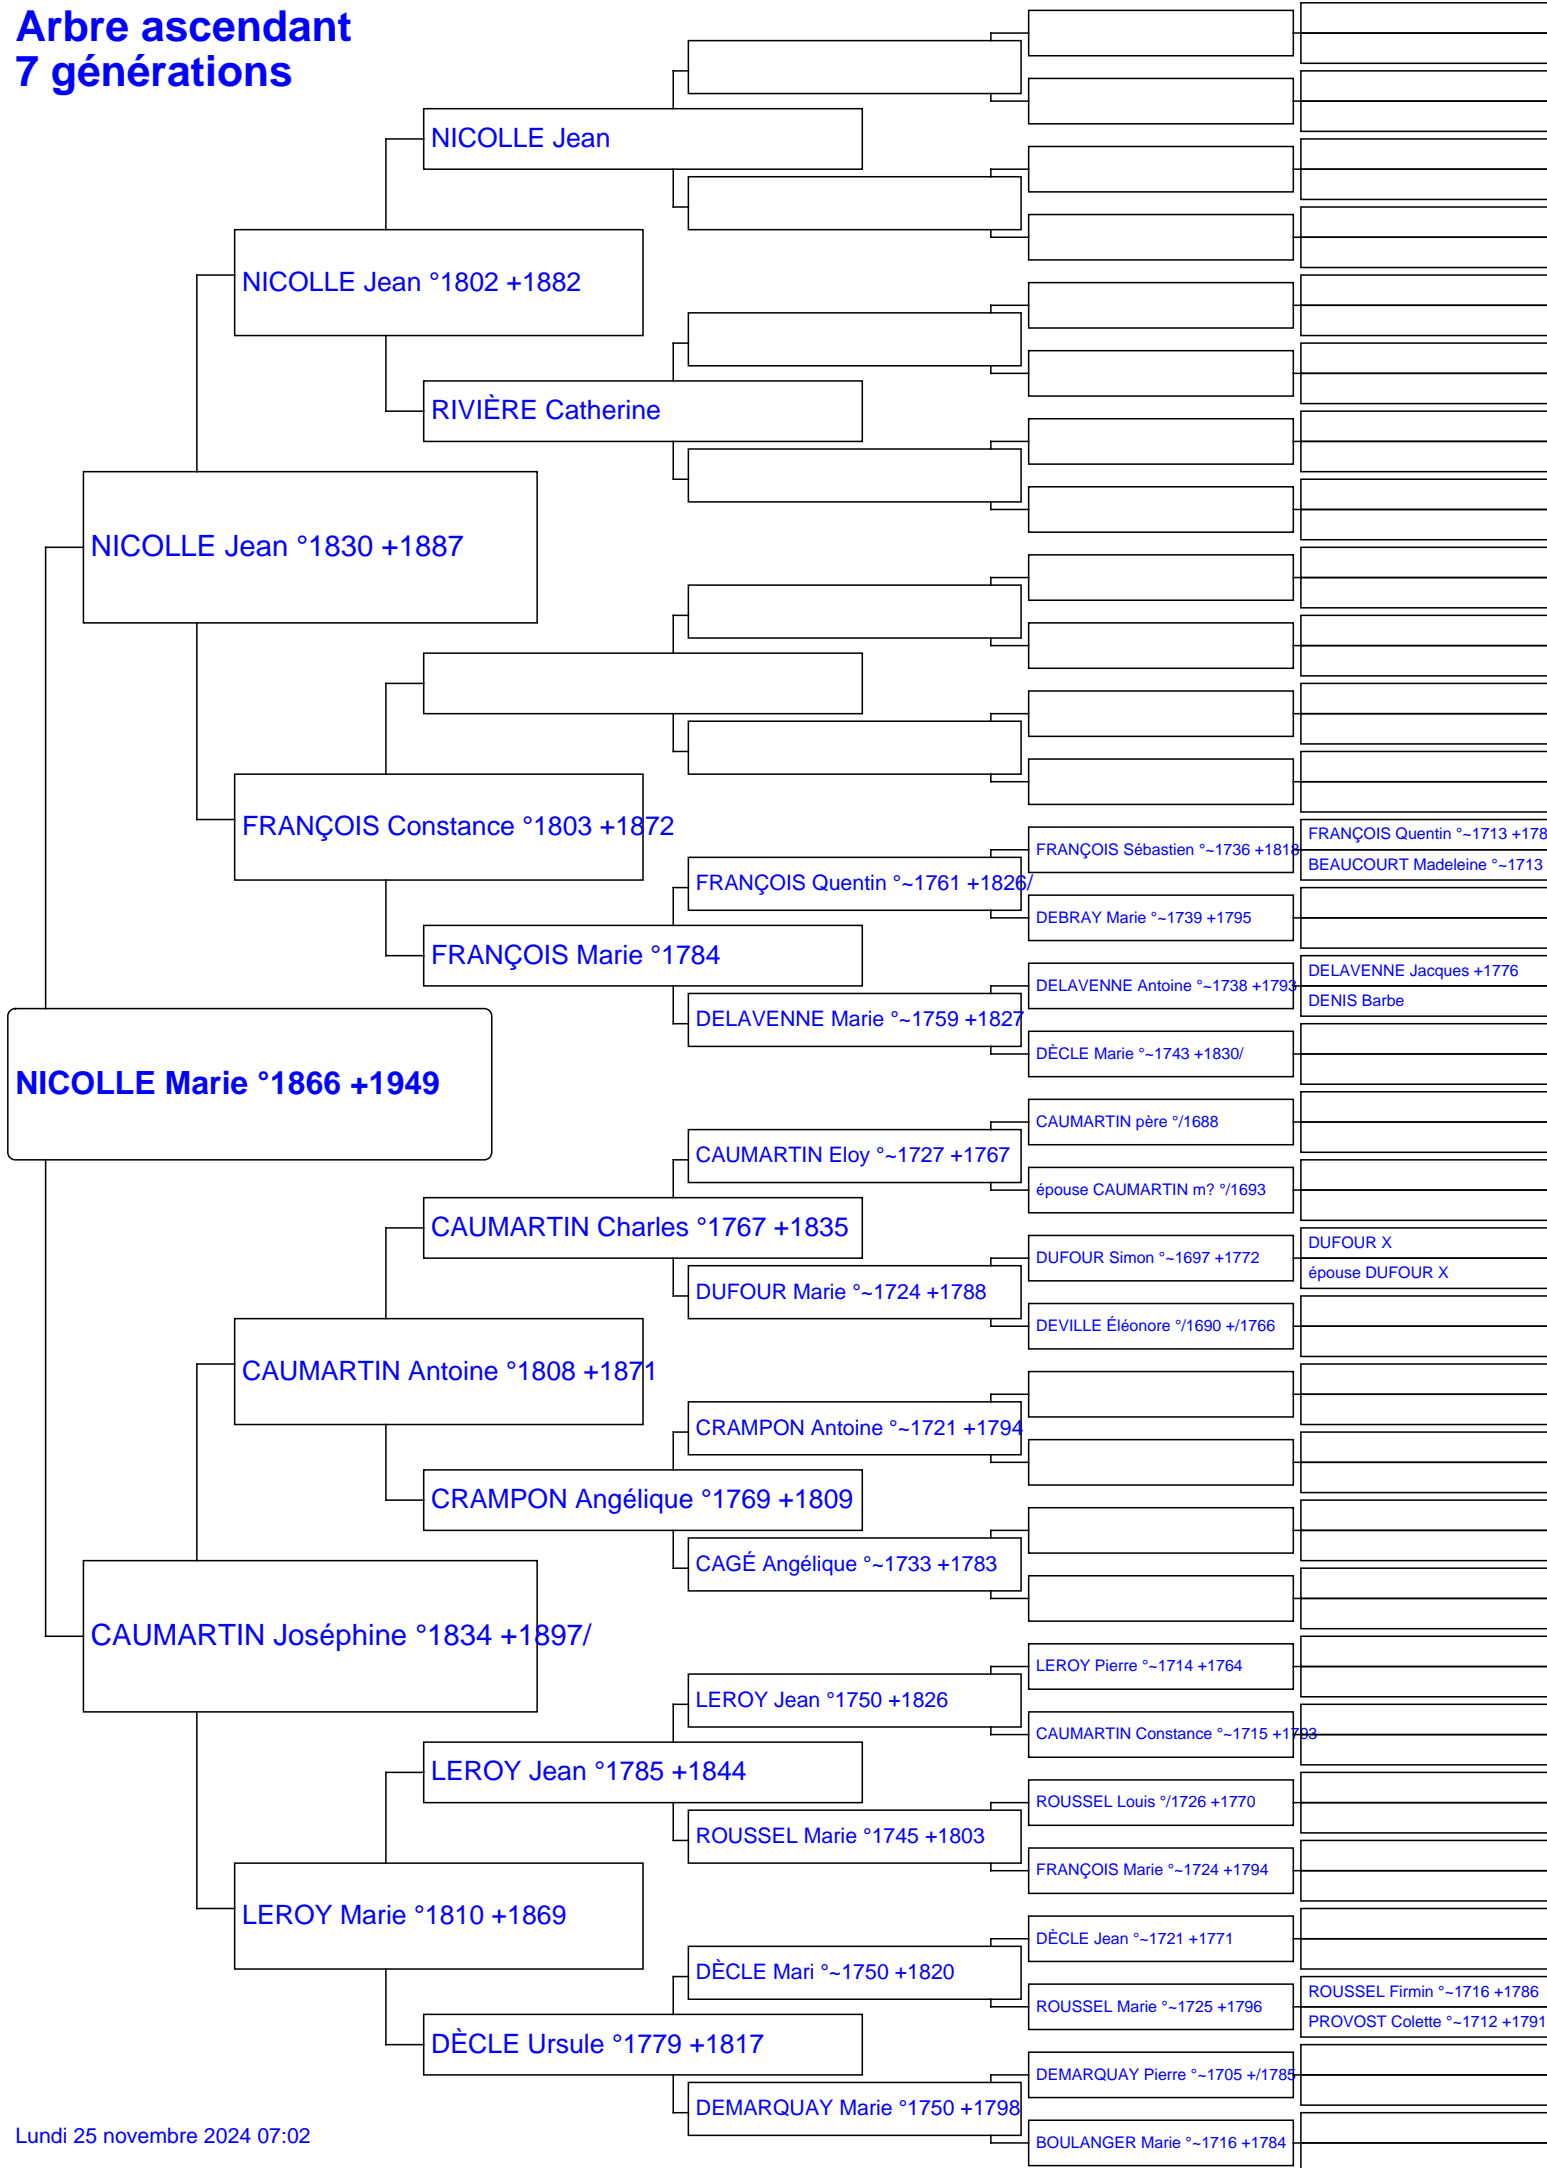 Arbre ascendant
7 générations
NICOLLE Jean
NICOLLE Jean °1802 +1882
RIVIÈRE Catherine
NICOLLE Jean °1830 +1887
FRANÇOIS Constance °1803 +1872
FRANÇOIS Sébastien °~1736 +1818
FRANÇOIS Quentin °~1713 +178
BEAUCOURT Madeleine °~1713
FRANÇOIS Quentin °~1761 +1826/
DEBRAY Marie °~1739 +1795
FRANÇOIS Marie °1784
DELAVENNE Antoine °~1738 +1793
DELAVENNE Jacques +1776
DENIS Barbe
DELAVENNE Marie °~1759 +1827
DÈCLE Marie °~1743 +1830/
NICOLLE Marie °1866 +1949
CAUMARTIN père °/1688
CAUMARTIN Eloy °~1727 +1767
épouse CAUMARTIN m? °/1693
CAUMARTIN Charles °1767 +1835
DUFOUR Simon °~1697 +1772
DUFOUR X
épouse DUFOUR X
DUFOUR Marie °~1724 +1788
DEVILLE Éléonore °/1690 +/1766
CAUMARTIN Antoine °1808 +1871
CRAMPON Antoine °~1721 +1794
CRAMPON Angélique °1769 +1809
CAGÉ Angélique °~1733 +1783
CAUMARTIN Joséphine °1834 +1897/
LEROY Pierre °~1714 +1764
LEROY Jean °1750 +1826
CAUMARTIN Constance °~1715 +1793
LEROY Jean °1785 +1844
ROUSSEL Louis °/1726 +1770
ROUSSEL Marie °1745 +1803
FRANÇOIS Marie °~1724 +1794
LEROY Marie °1810 +1869
DÈCLE Jean °~1721 +1771
DÈCLE Mari °~1750 +1820
ROUSSEL Marie °~1725 +1796
ROUSSEL Firmin °~1716 +1786
PROVOST Colette °~1712 +1791
DÈCLE Ursule °1779 +1817
DEMARQUAY Pierre °~1705 +/1785
DEMARQUAY Marie °1750 +1798
BOULANGER Marie °~1716 +1784
Lundi 25 novembre 2024 07:02